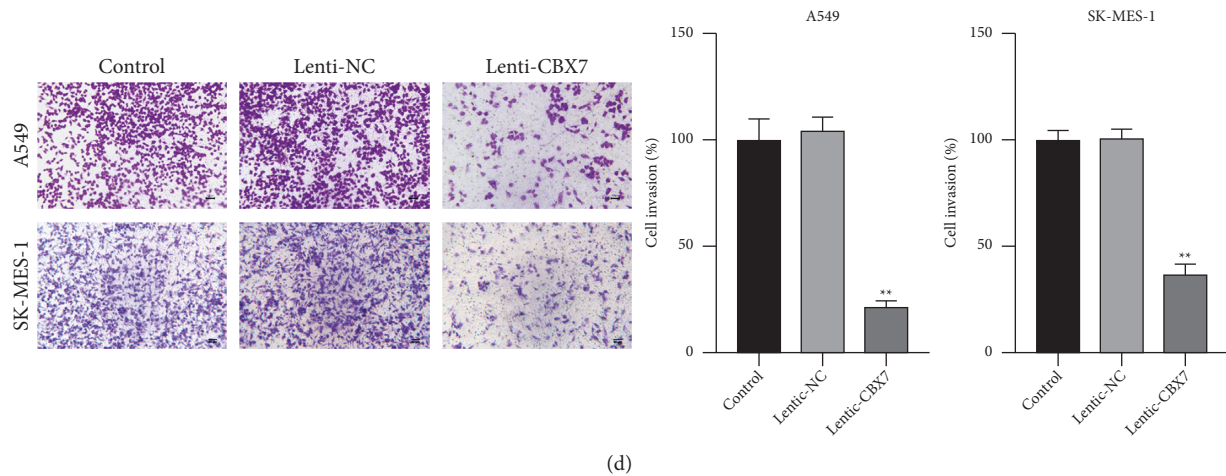 Control Lenti-NC Lenti-CBX7
A549
SK-MES-1
A549
150
100
50
0
Cell invasion (%)
**
Control
Lentic-NC
Lentic-CBX7
SK-MES-1
150
100
50
0
Cell invasion (%)
**
Control
Lentic-NC
Lentic-CBX7
(d)